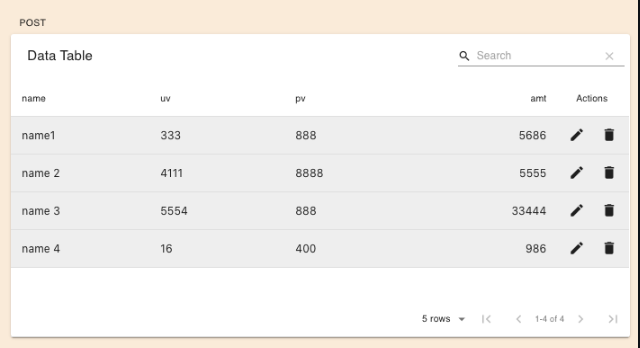 POST
Data Table
Search
name uv pv amt Actions
name1 333 888 5686
name 2 4111 8888 5555
name 3 5554 888 33444
name 4 16 400 986
5 rows 1-4 of 4